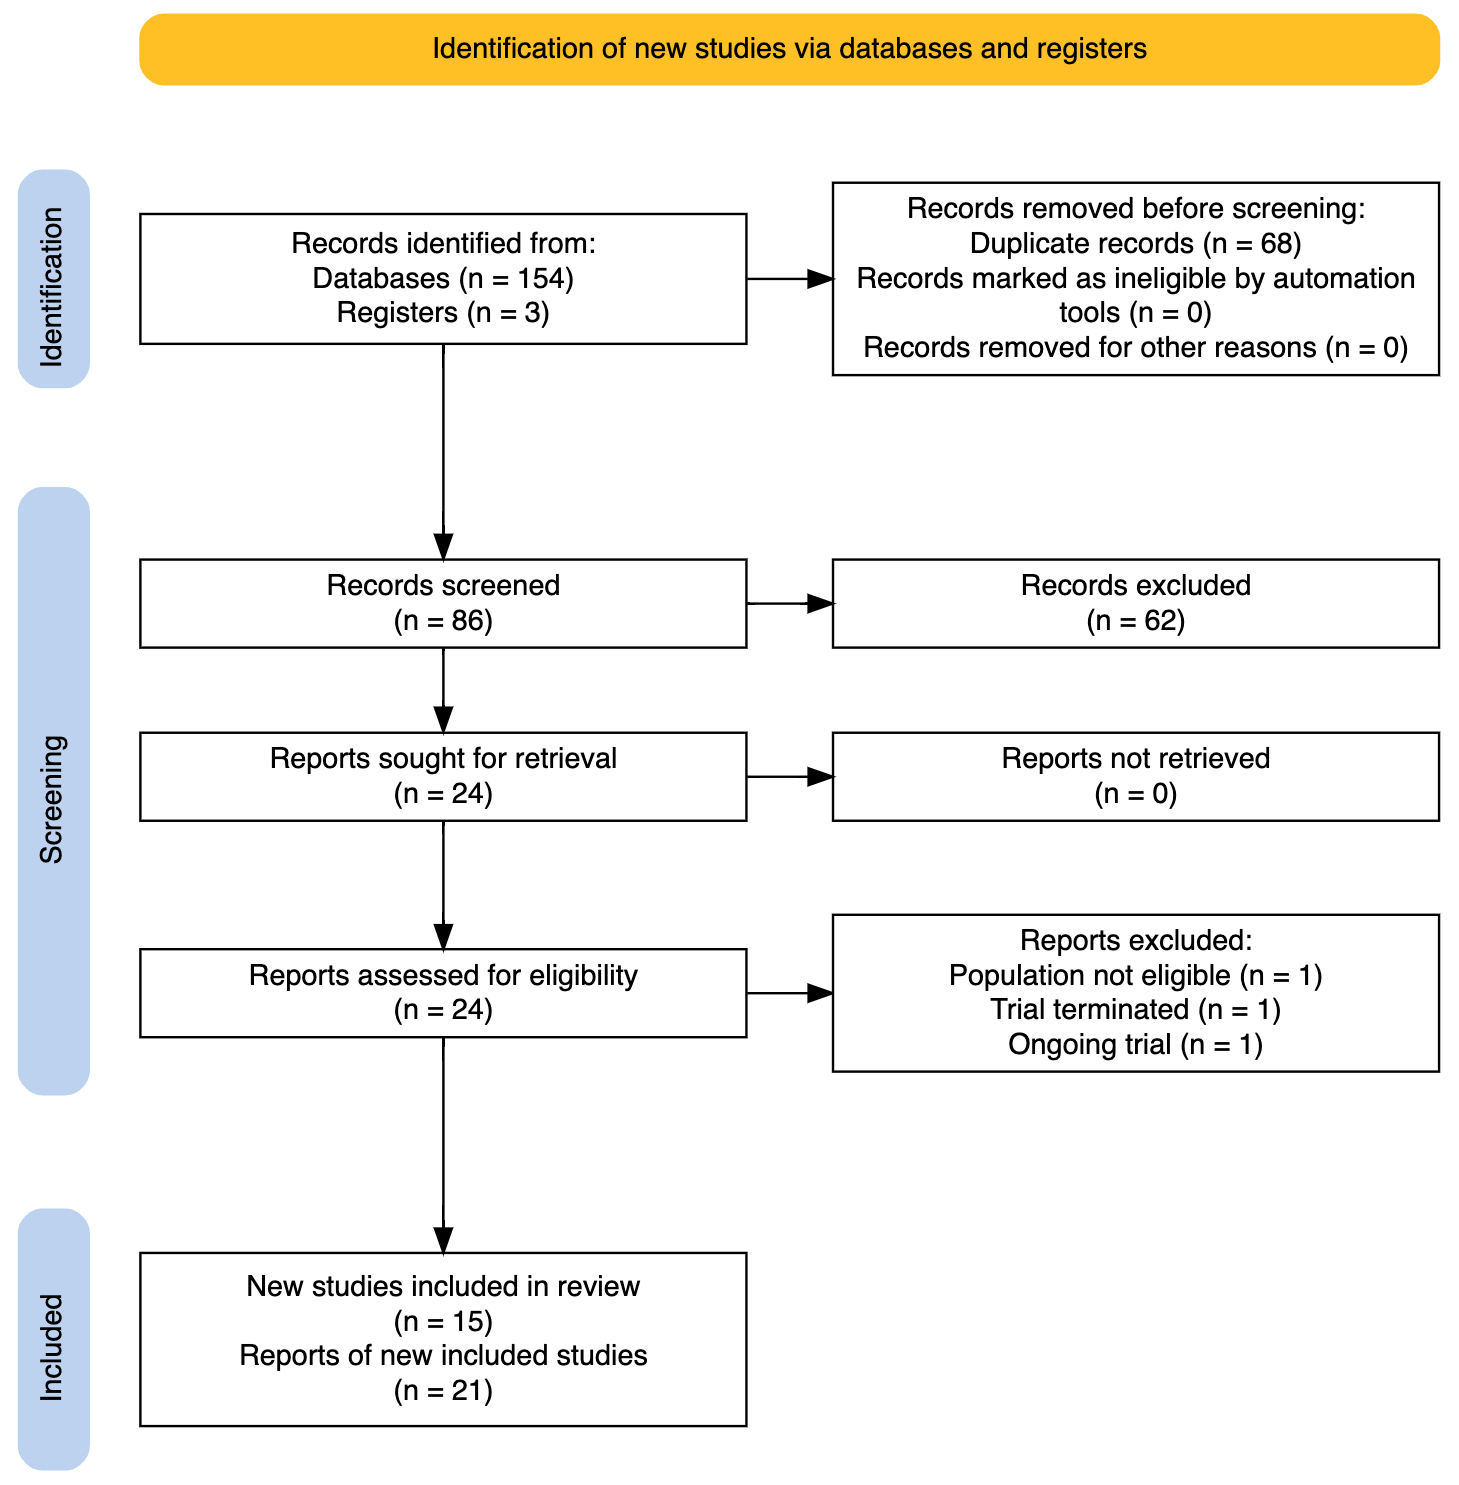 Identification of new studies via databases and registers
Identification
Records identified from:
Databases (n = 154)
Registers (n = 3)
Records removed before screening:
Duplicate records (n = 68)
Records marked as ineligible by automation
tools (n = 0)
Records removed for other reasons (n = 0)
Screening
Records screened
(n = 86)
Records excluded
(n = 62)
Reports sought for retrieval
(n = 24)
Reports not retrieved
(n = 0)
Reports assessed for eligibility
(n = 24)
Reports excluded:
Population not eligible (n = 1)
Trial terminated (n = 1)
Ongoing trial (n = 1)
Included
New studies included in review
(n = 15)
Reports of new included studies
(n = 21)